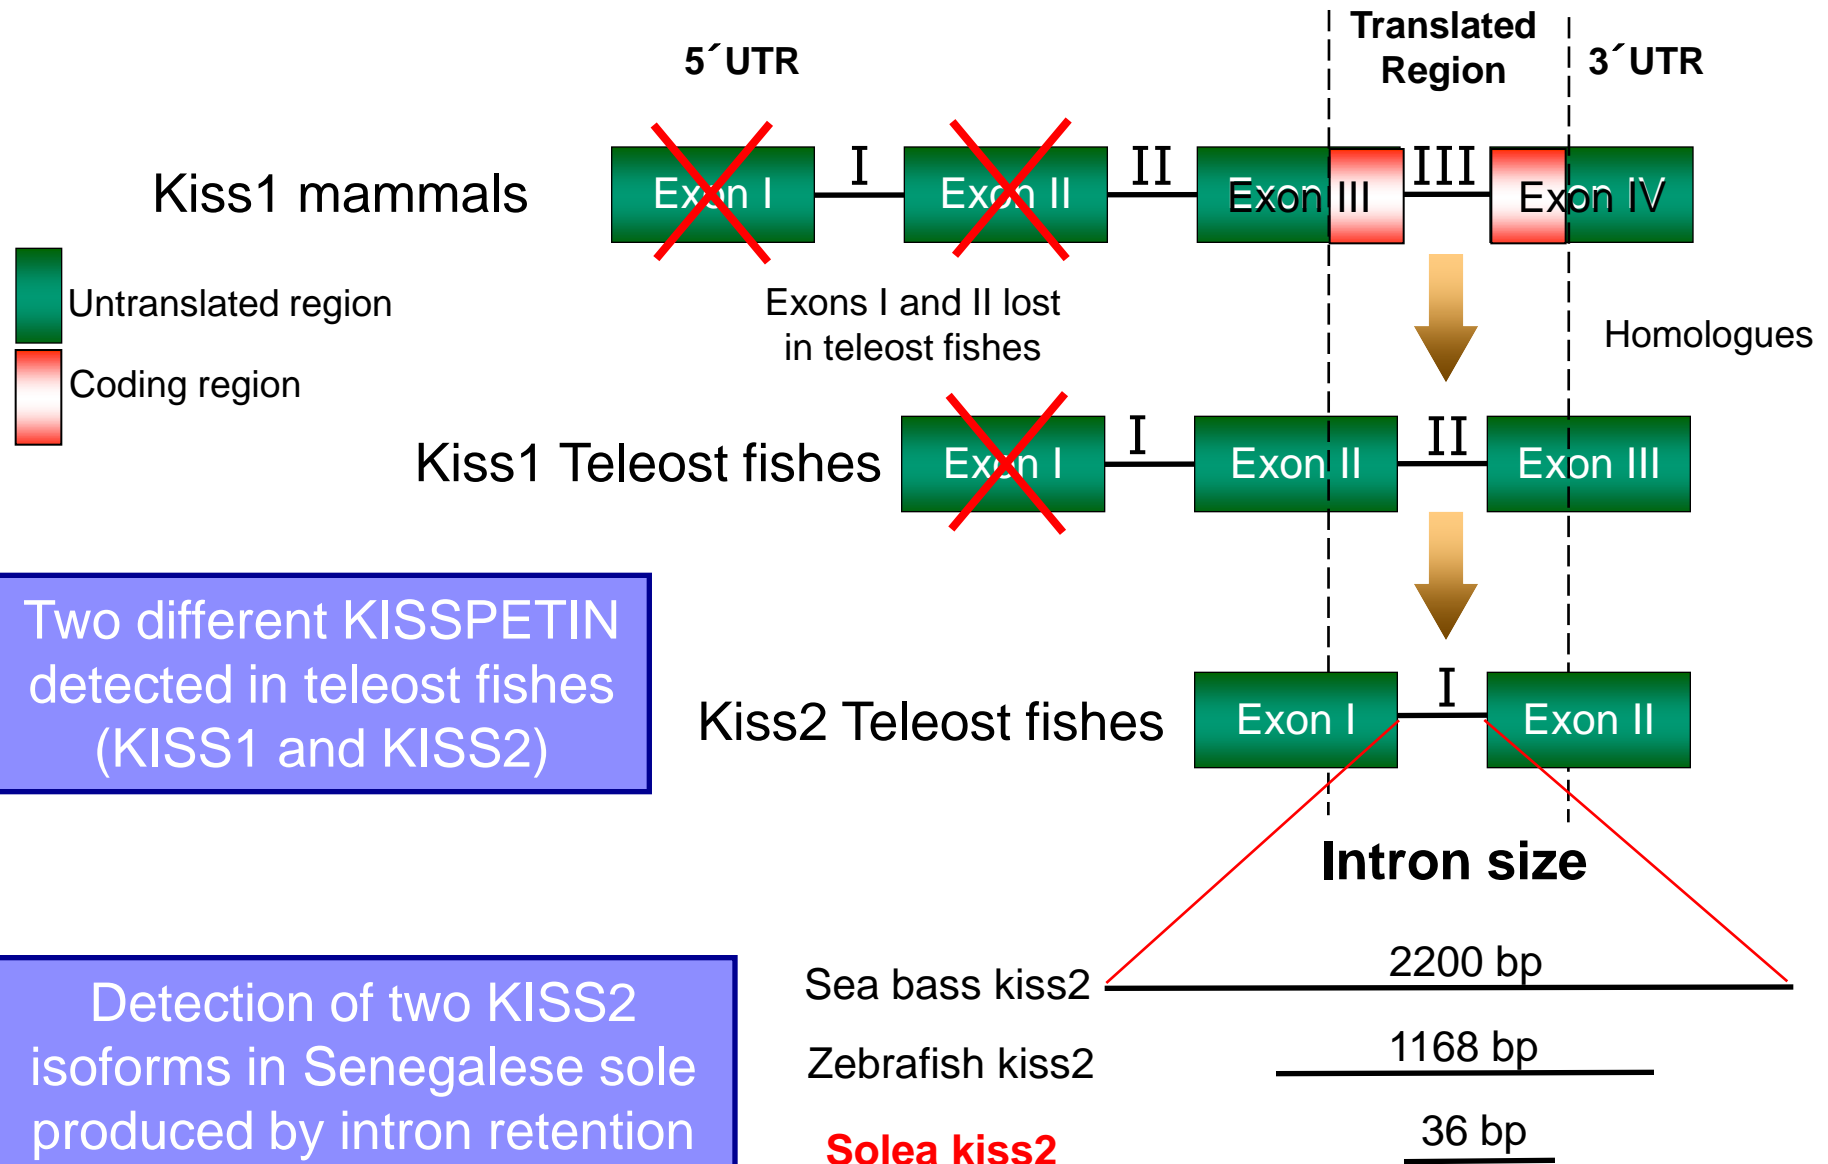 Translated
Region
5´UTR
3´UTR
Kiss1 mammals
Exon I
I
Exon II
II
Exon III
III
Exon IV
Untranslated region
Coding region
Exons I and II lost
in teleost fishes
Homologues
Kiss1 Teleost fishes
Exon I
I
Exon II
II
Exon III
Two different KISSPETIN
detected in teleost fishes
(KISS1 and KISS2)
Kiss2 Teleost fishes
Exon I
I
Exon II
Intron size
Sea bass kiss2
2200 bp
Zebrafish kiss2
1168 bp
Solea kiss2
36 bp
Detection of two KISS2
isoforms in Senegalese sole
produced by intron retention